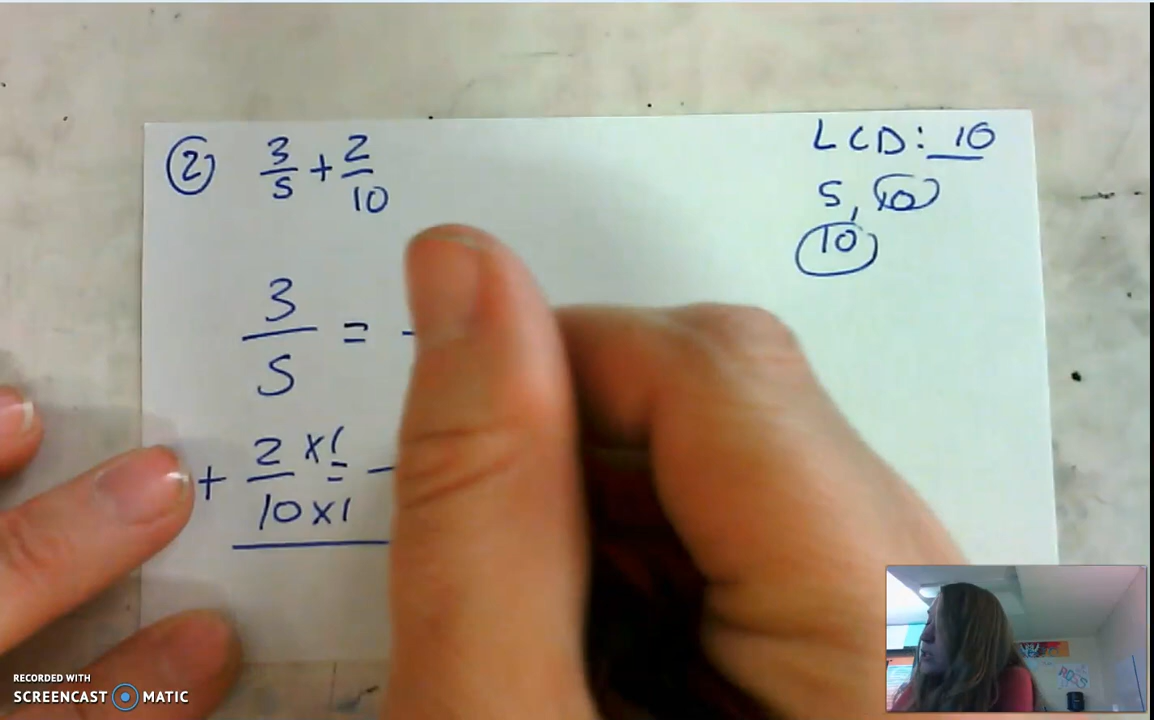 ② 3/5 + 2/10
LCD: 10
5, 10
10
3/5 = —
+ 2/10 ×1/×1 = —
RECORDED WITH
SCREENCAST MATIC